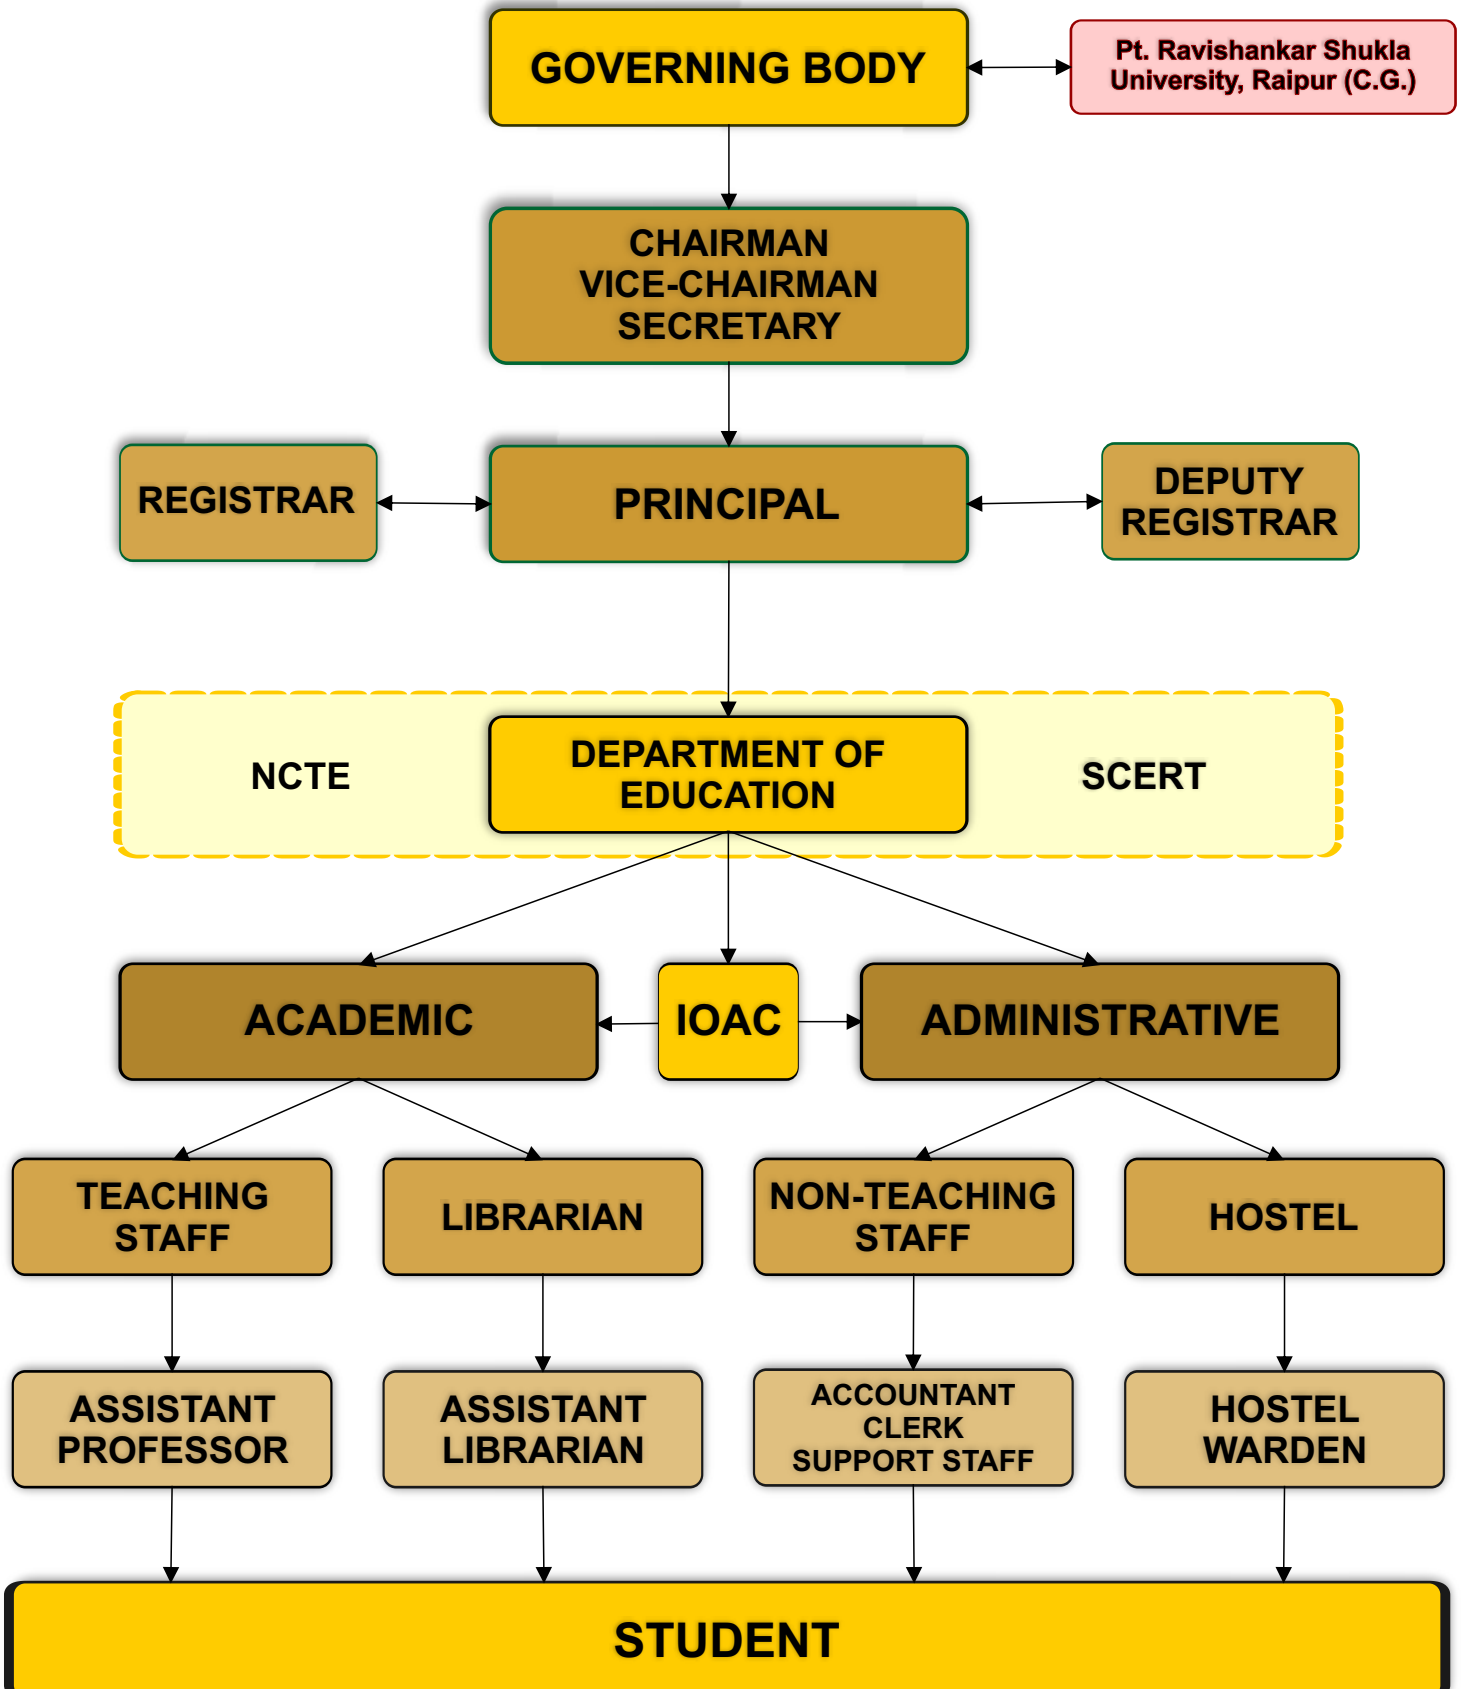 GOVERNING BODY
Pt. Ravishankar Shukla
University, Raipur (C.G.)
CHAIRMAN
VICE-CHAIRMAN
SECRETARY
REGISTRAR
PRINCIPAL
DEPUTY
REGISTRAR
NCTE
DEPARTMENT OF
EDUCATION
SCERT
ACADEMIC
IOAC
ADMINISTRATIVE
TEACHING
STAFF
LIBRARIAN
NON-TEACHING
STAFF
HOSTEL
ASSISTANT
PROFESSOR
ASSISTANT
LIBRARIAN
ACCOUNTANT
CLERK
SUPPORT STAFF
HOSTEL
WARDEN
STUDENT